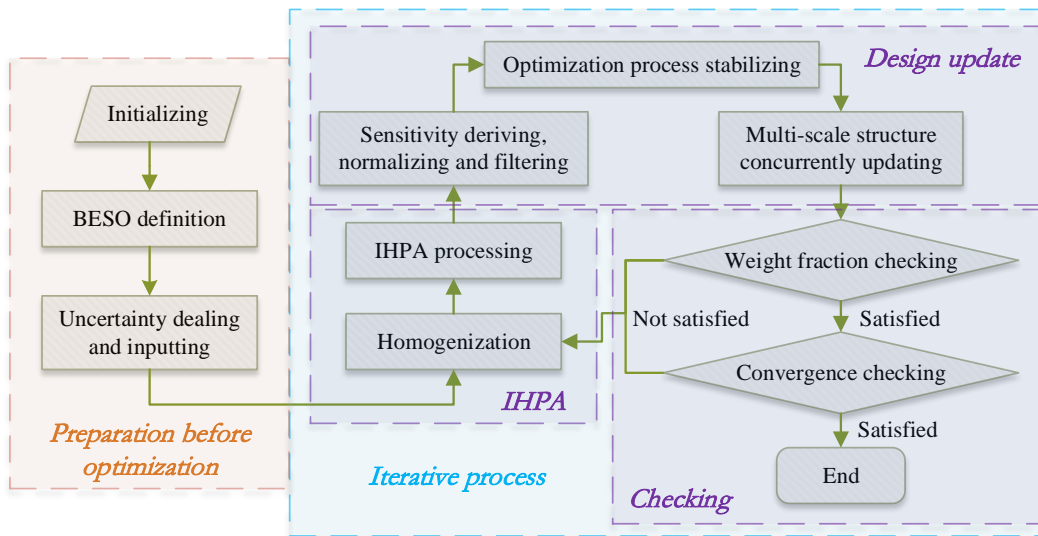 Initializing
BESO definition
Uncertainty dealing
and inputting
Preparation before
optimization
Optimization process stabilizing
Design update
Sensitivity deriving,
normalizing and filtering
Multi-scale structure
concurrently updating
IHPA processing
Homogenization
IHPA
Weight fraction checking
Not satisfied
Satisfied
Convergence checking
Satisfied
End
Checking
Iterative process